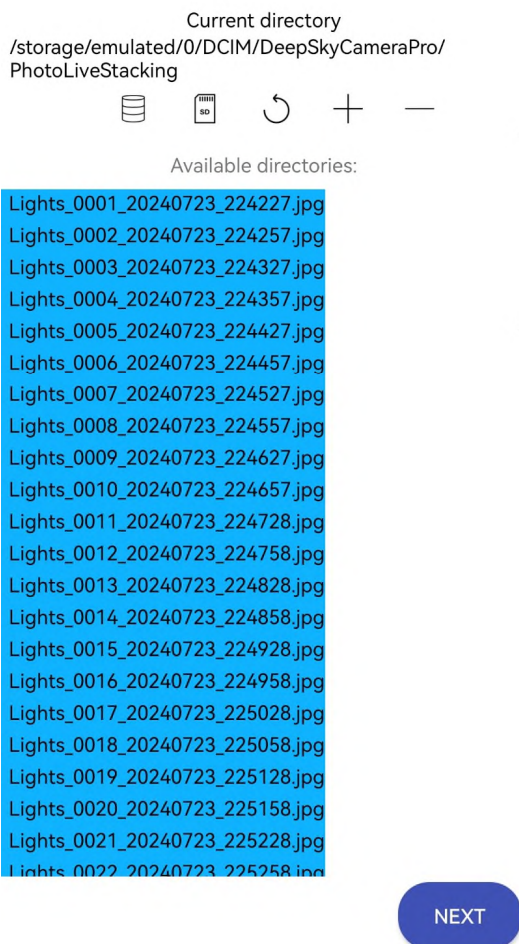 Current directory
/storage/emulated/0/DCIM/DeepSkyCameraPro/
PhotoLiveStacking
SD
Available directories:
Lights_0001_20240723_224227.jpg
Lights_0002_20240723_224257.jpg
Lights_0003_20240723_224327.jpg
Lights_0004_20240723_224357.jpg
Lights_0005_20240723_224427.jpg
Lights_0006_20240723_224457.jpg
Lights_0007_20240723_224527.jpg
Lights_0008_20240723_224557.jpg
Lights_0009_20240723_224627.jpg
Lights_0010_20240723_224657.jpg
Lights_0011_20240723_224728.jpg
Lights_0012_20240723_224758.jpg
Lights_0013_20240723_224828.jpg
Lights_0014_20240723_224858.jpg
Lights_0015_20240723_224928.jpg
Lights_0016_20240723_224958.jpg
Lights_0017_20240723_225028.jpg
Lights_0018_20240723_225058.jpg
Lights_0019_20240723_225128.jpg
Lights_0020_20240723_225158.jpg
Lights_0021_20240723_225228.jpg
Lights_0022_20240723_225258.jpg
NEXT